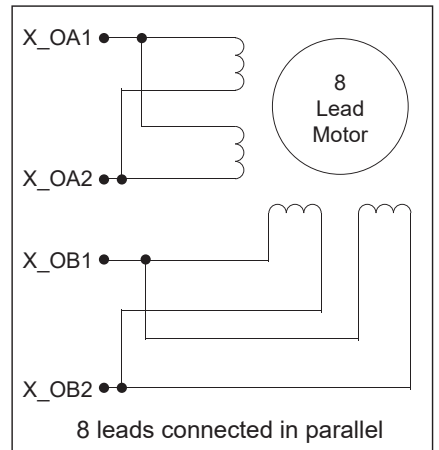 X_OA1
8
Lead
Motor
X_OA2
X_OB1
X_OB2
8 leads connected in parallel